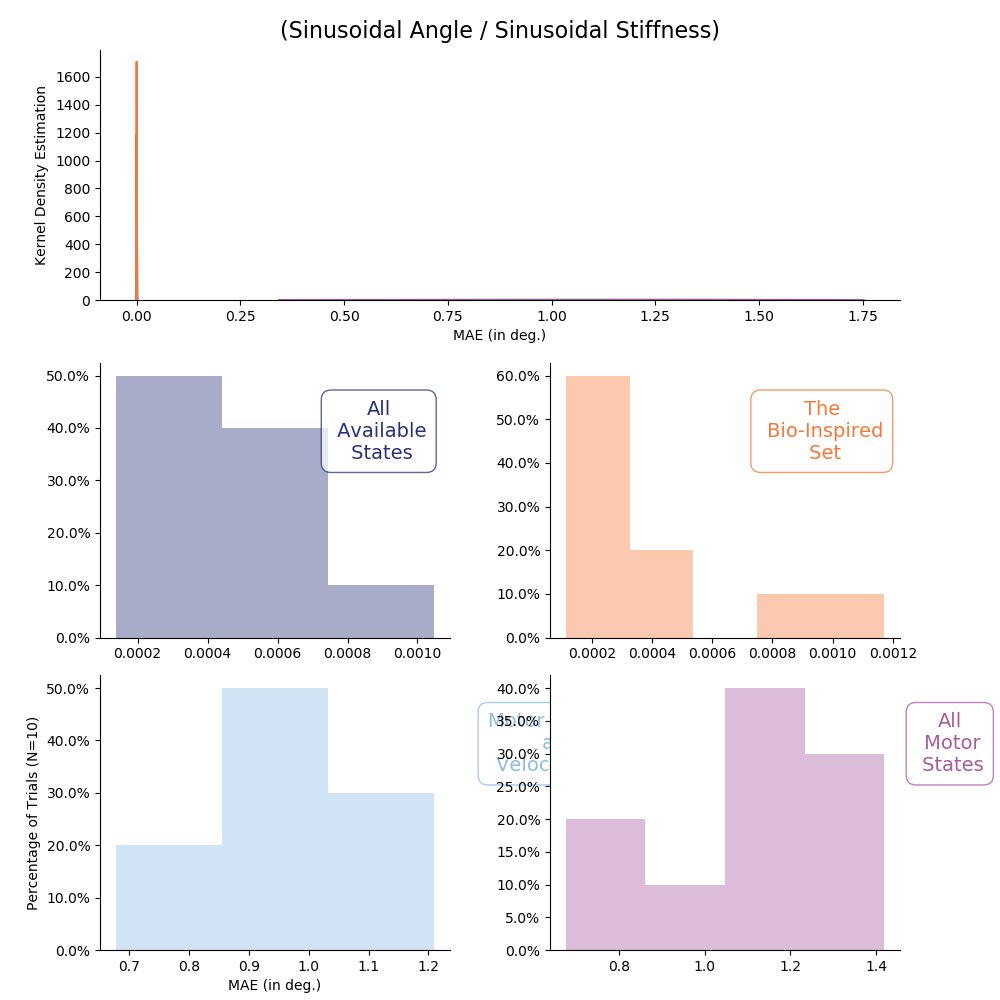 (Sinusoidal Angle / Sinusoidal Stiffness)
Kernel Density Estimation
1600
1400
1200
1000
800
600
400
200
0
0.00 0.25 0.50 0.75 1.00 1.25 1.50 1.75
MAE (in deg.)
50.0%
40.0%
30.0%
20.0%
10.0%
0.0%
All
Available
States
0.0002 0.0004 0.0006 0.0008 0.0010
60.0%
50.0%
40.0%
30.0%
20.0%
10.0%
0.0%
The
Bio-Inspired
Set
0.0002 0.0004 0.0006 0.0008 0.0010 0.0012
Percentage of Trials (N=10)
50.0%
40.0%
30.0%
20.0%
10.0%
0.0%
0.7 0.8 0.9 1.0 1.1 1.2
MAE (in deg.)
Motor
40.0%
35.0%
30.0%
25.0%
20.0%
15.0%
10.0%
5.0%
0.0%
All
Motor
States
0.8 1.0 1.2 1.4